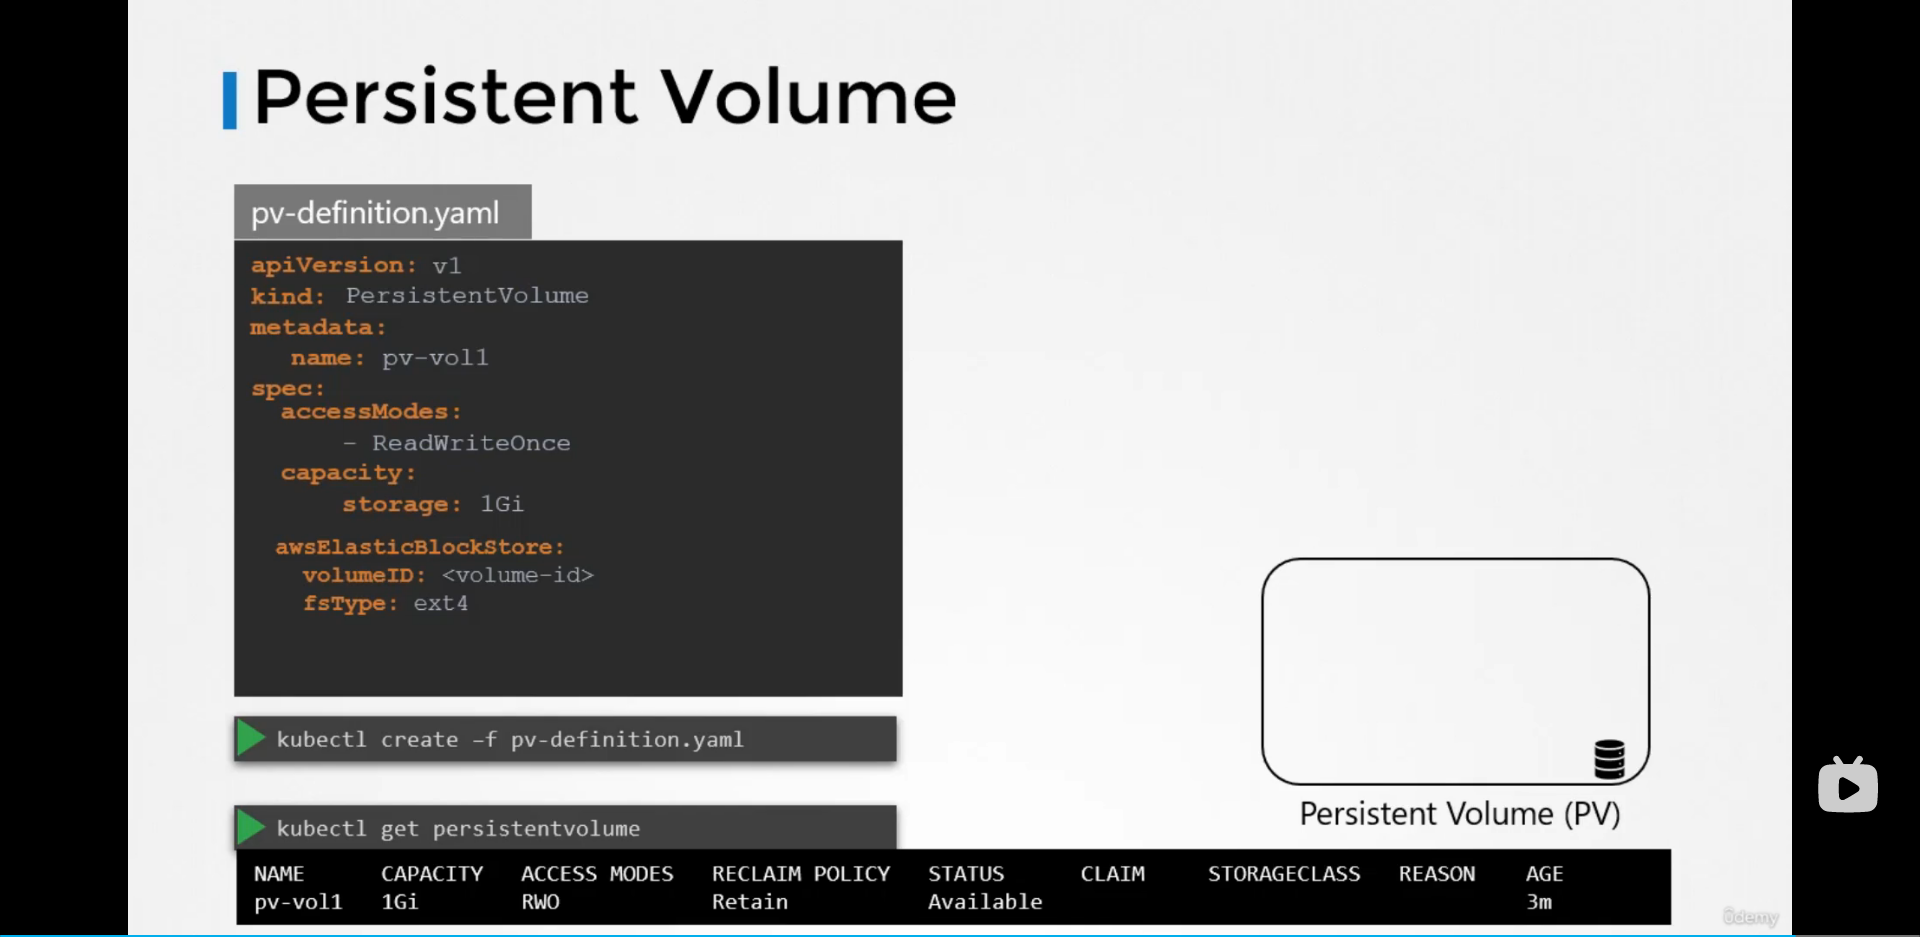 Persistent Volume
pv-definition.yaml
apiVersion: v1
kind: PersistentVolume
metadata:
name: pv-vol1
spec:
accessModes:
- ReadWriteOnce
capacity:
storage: 1Gi
awsElasticBlockStore:
volumeID: <volume-id>
fsType: ext4
kubectl create –f pv-definition.yaml
Persistent Volume (PV)
kubectl get persistentvolume
NAME CAPACITY ACCESS MODES RECLAIM POLICY STATUS CLAIM STORAGECLASS REASON AGE
pv-vol1 1Gi RWO Retain Available 3m
ûdemy